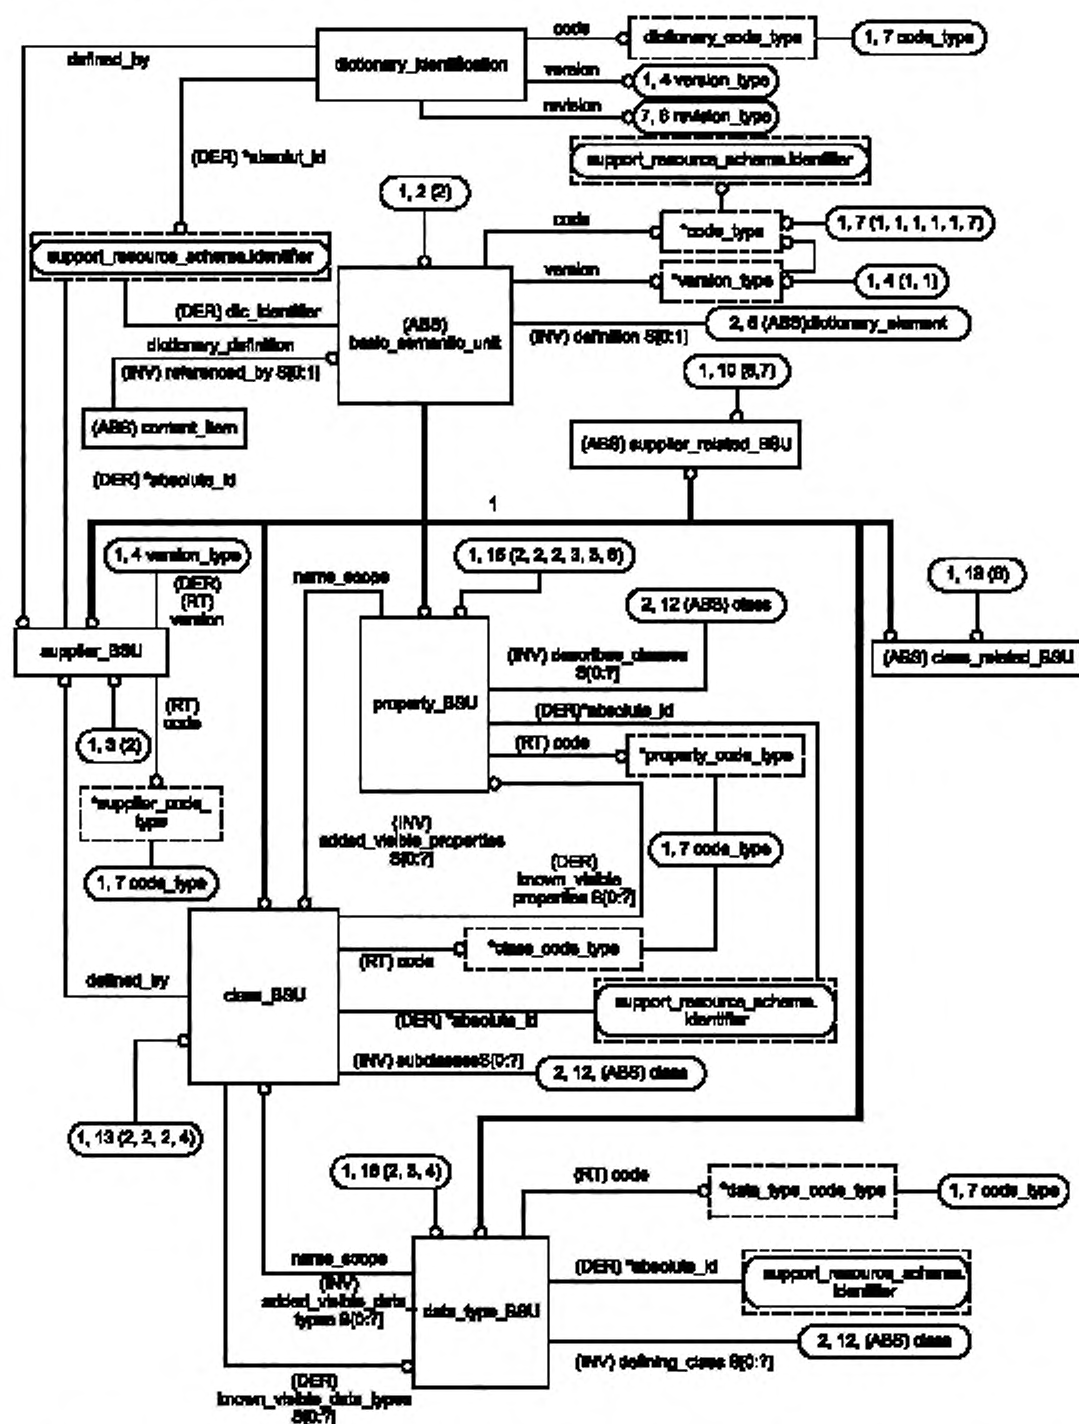 code
dictionary_code_type
1, 7 code_type
defined_by
dictionary_identification
version
1, 4 version_type
revision
7, 6 revision_type
(DER) *absolut_id
support_resource_schema.identifier
1, 2 (2)
code
*code_type
1, 7 (1, 1, 1, 1, 1, 7)
support_resource_schema.identifier
version
*version_type
1, 4 (1, 1)
(DER) dic_identifier
(ABS)
basic_semantic_unit
2, 6 (ABS)dictionary_element
(INV) definition S[0:1]
dictionary_definition
(INV) referenced_by S[0:1]
1, 10 (6,7)
(ABS) content_item
(ABS) supplier_related_BSU
(DER) *absolute_id
1
1, 4 version_type
(DER)
(RT)
version
name_scope
1, 15 (2, 2, 2, 3, 3, 6)
2, 12 (ABS) class
supplier_BSU
(INV) describes_classes
S[0:?]
(ABS) class_related_BSU
property_BSU
(DER)*absolute_id
(RT)
code
(RT) code
*property_code_type
1, 3 (2)
*supplier_code_
type
(INV)
added_visible_properties
S[0:?]
1, 7 code_type
(DER)
known_visible
properties S[0:?]
1, 7 code_type
*class_code_type
(RT) code
defined_by
class_BSU
support_resource_schema.
identifier
(DER) *absolute_id
(INV) subclassesS[0:?]
2, 12, (ABS) class
1, 13 (2, 2, 2, 4)
1, 16 (2, 3, 4)
(RT) code
*data_type_code_type
1, 7 code_type
name_scope
(INV)
added_visible_data_
types S[0:?]
data_type_BSU
(DER) *absolute_id
support_resource_schema.
identifier
2, 12, (ABS) class
(INV) defining_class S[0:?]
(DER)
known_visible_data_types
S[0:?]